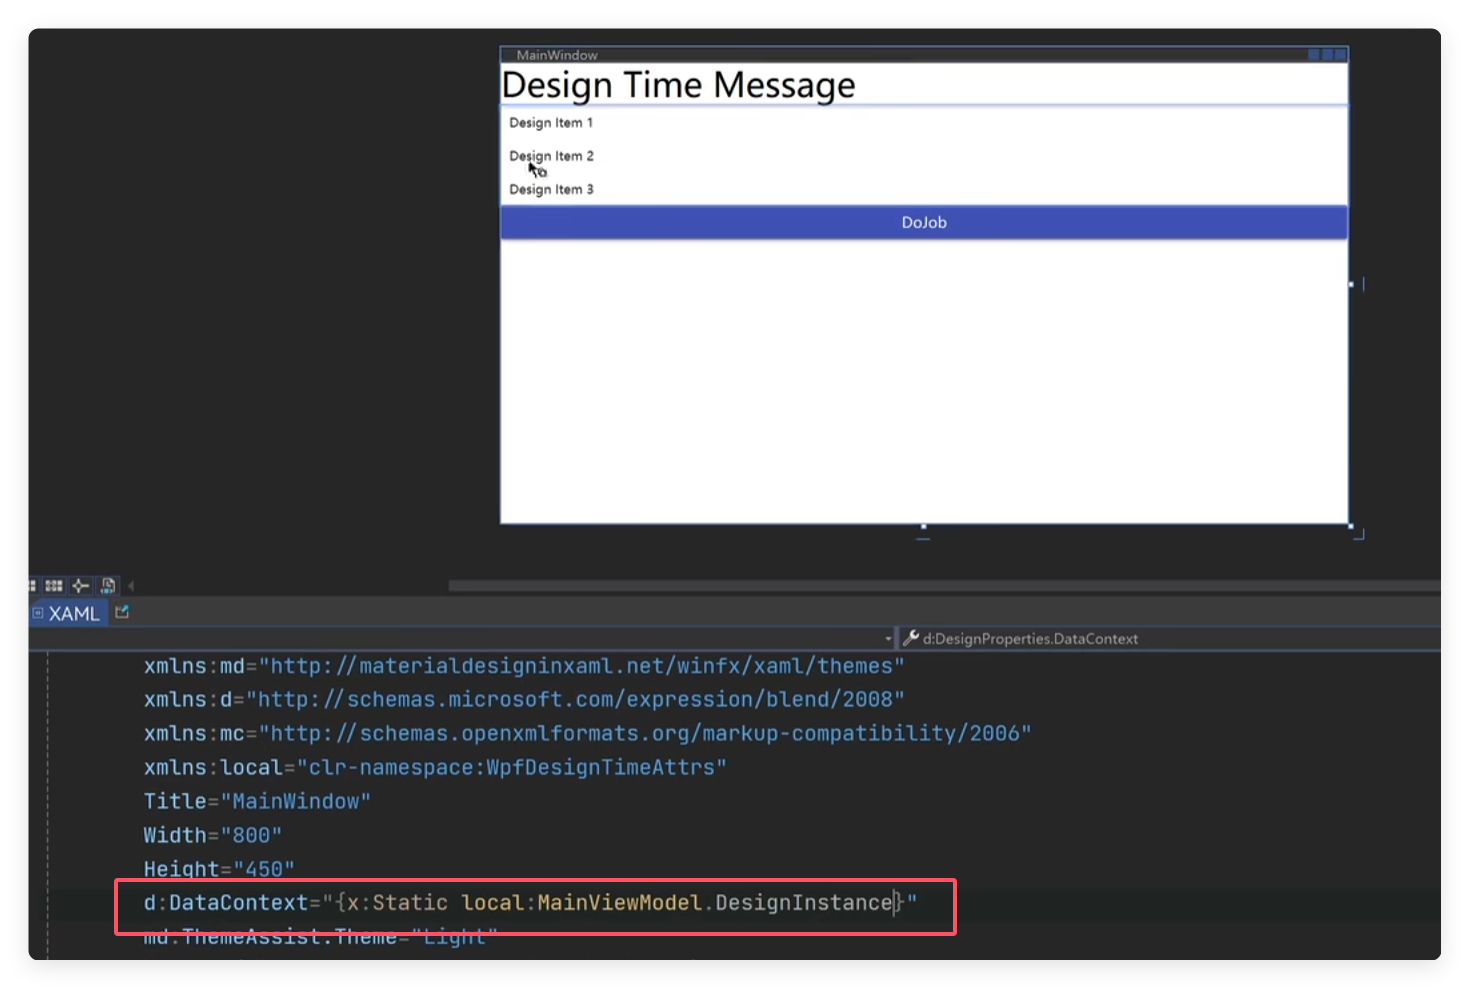 MainWindow
Design Time Message
Design Item 1
Design Item 2
Design Item 3
DoJob
XAML
d:DesignProperties.DataContext
xmlns:md="http://materialdesigninxaml.net/winfx/xaml/themes"
xmlns:d="http://schemas.microsoft.com/expression/blend/2008"
xmlns:mc="http://schemas.openxmlformats.org/markup-compatibility/2006"
xmlns:local="clr-namespace:WpfDesignTimeAttrs"
Title="MainWindow"
Width="800"
Height="450"
d:DataContext="{x:Static local:MainViewModel.DesignInstance}"
md:ThemeAssist.Theme="Light"